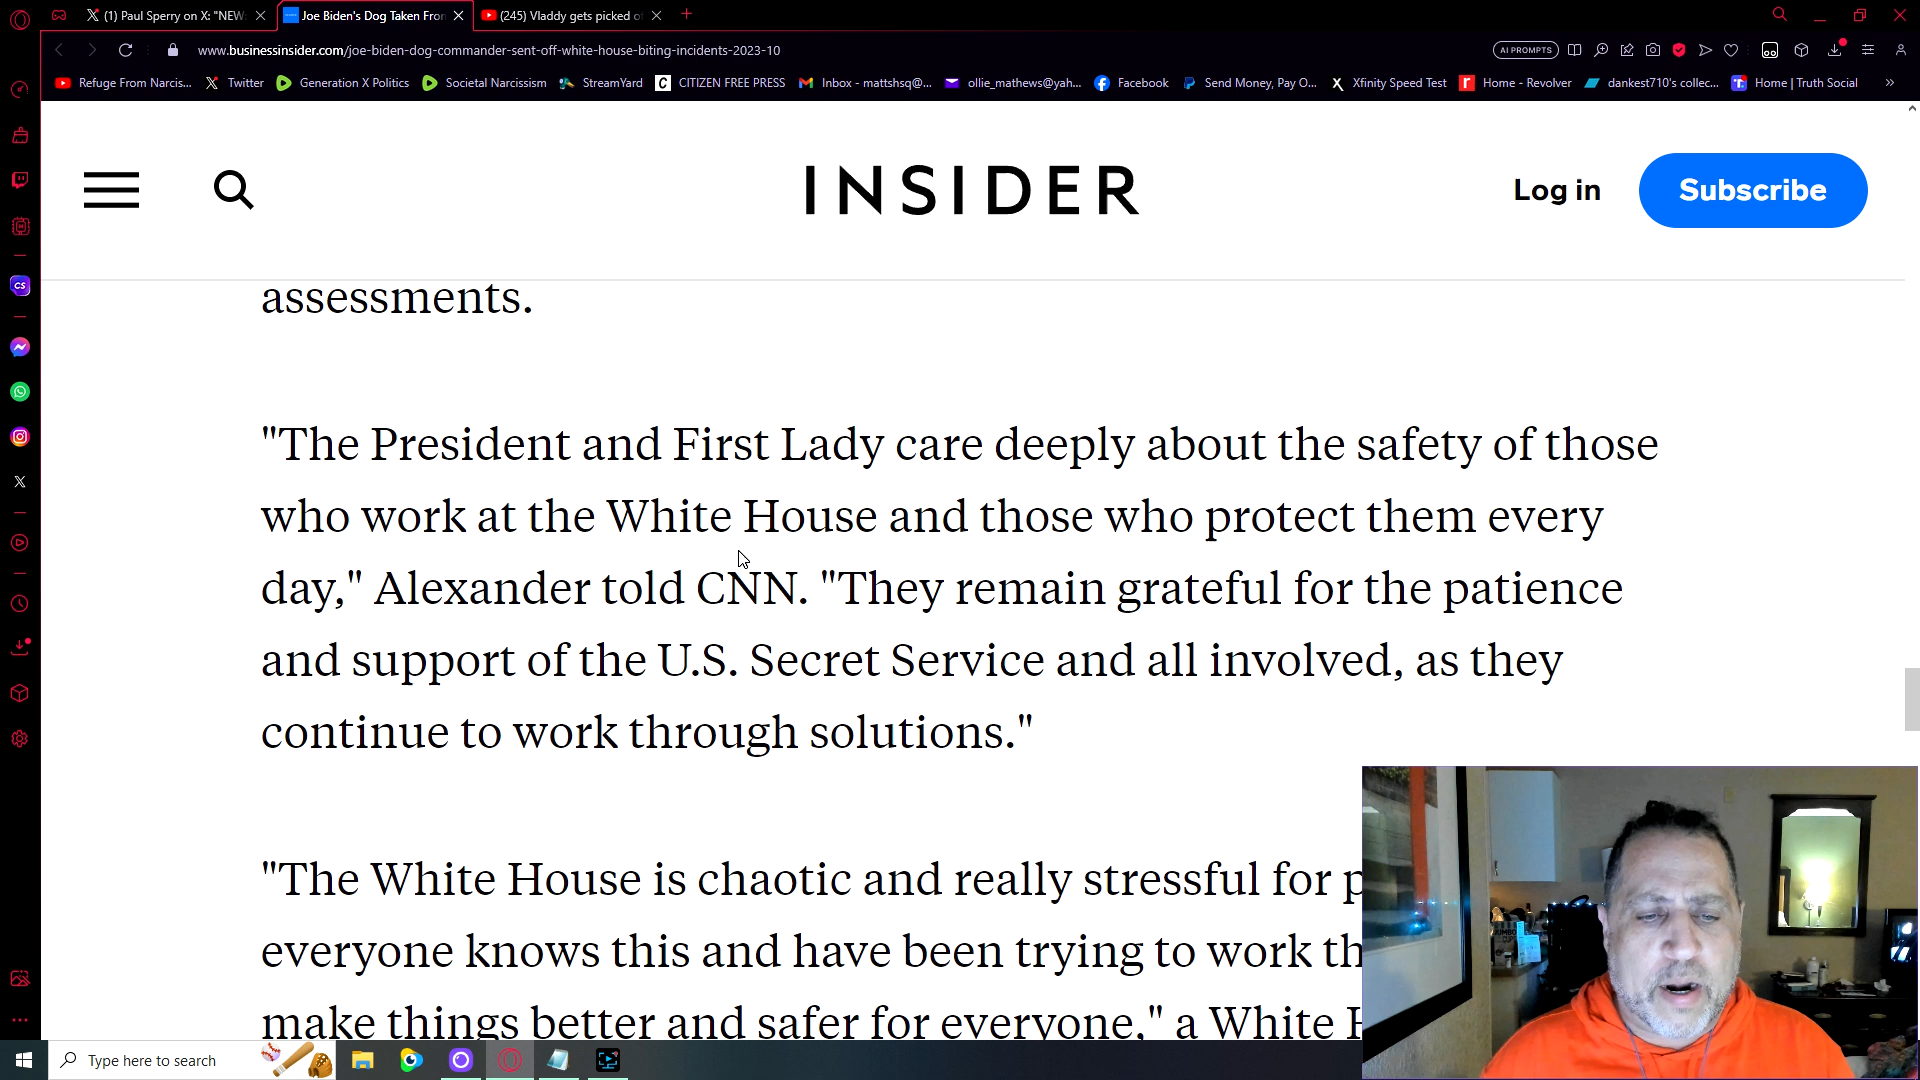 (1) Paul Sperry on X: "NEW
Joe Biden's Dog Taken Fro
(245) Vladdy gets picked o
www.businessinsider.com/joe-biden-dog-commander-sent-off-white-house-biting-incidents-2023-10
AI PROMPTS
Refuge From Narcis...
Twitter
Generation X Politics
Societal Narcissism
StreamYard
CITIZEN FREE PRESS
Inbox - mattshsq@...
ollie_mathews@yah...
Facebook
Send Money, Pay O...
Xfinity Speed Test
Home - Revolver
dankest710's collec...
Home | Truth Social
INSIDER
Log in
Subscribe
assessments.
"The President and First Lady care deeply about the safety of those
who work at the White House and those who protect them every
day," Alexander told CNN. "They remain grateful for the patience
and support of the U.S. Secret Service and all involved, as they
continue to work through solutions."
"The White House is chaotic and really stressful for p
everyone knows this and have been trying to work th
make things better and safer for everyone," a White H
Type here to search